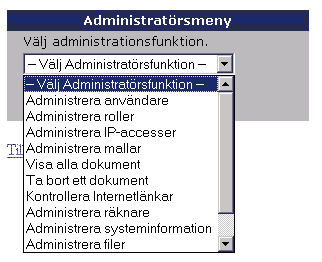 Administratörsmeny
Välj administrationsfunktion.
– Välj Administratörsfunktion –
– Välj Administratörsfunktion –
Administrera användare
Administrera roller
Administrera IP-accesser
Administrera mallar
Visa alla dokument
Ta bort ett dokument
Kontrollera Internetlänkar
Administrera räknare
Administrera systeminformation
Administrera filer